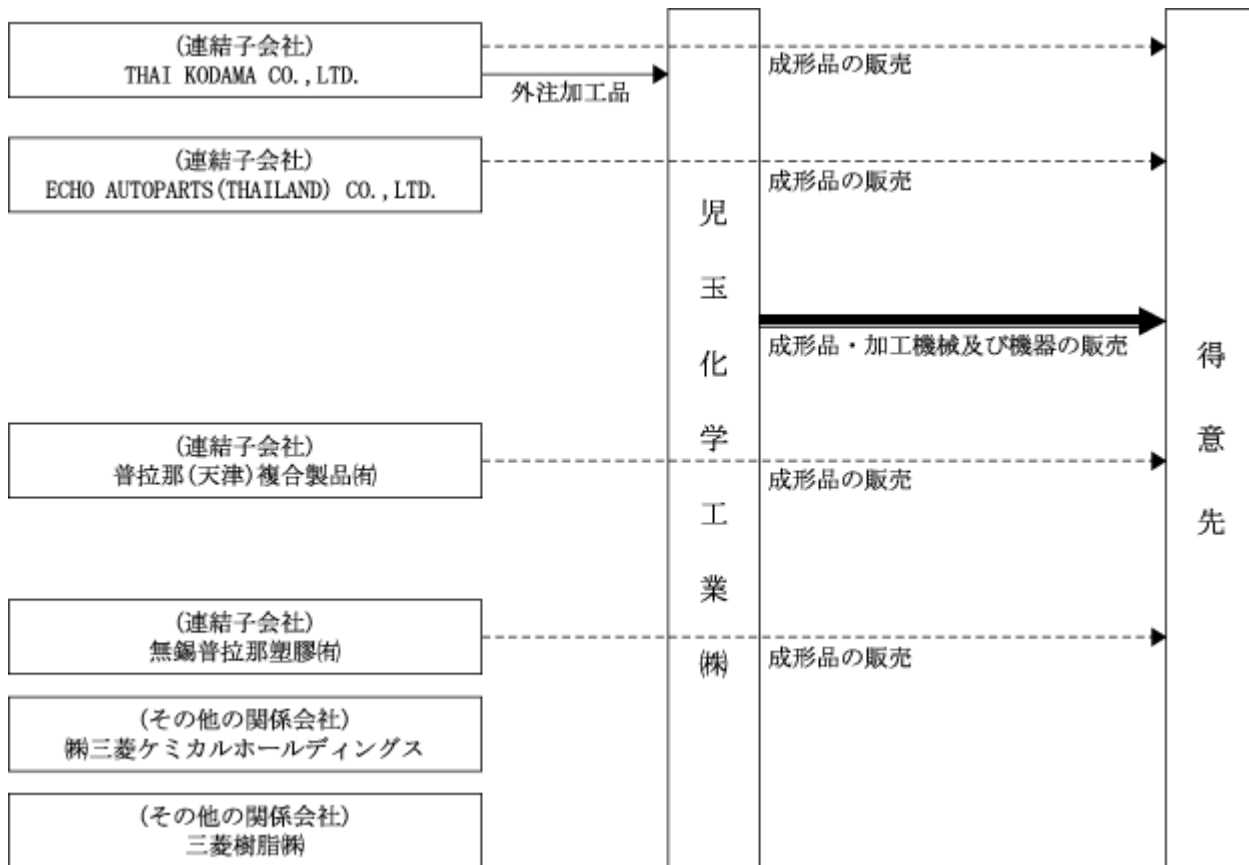 (連結子会社)
THAI KODAMA CO.,LTD.
外注加工品
成形品の販売
(連結子会社)
ECHO AUTOPARTS(THAILAND) CO.,LTD.
成形品の販売
児玉化学工業㈱
成形品・加工機械及び機器の販売
得意先
(連結子会社)
普拉那(天津)複合製品㈲
成形品の販売
(連結子会社)
無錫普拉那塑膠㈲
成形品の販売
(その他の関係会社)
㈱三菱ケミカルホールディングス
(その他の関係会社)
三菱樹脂㈱